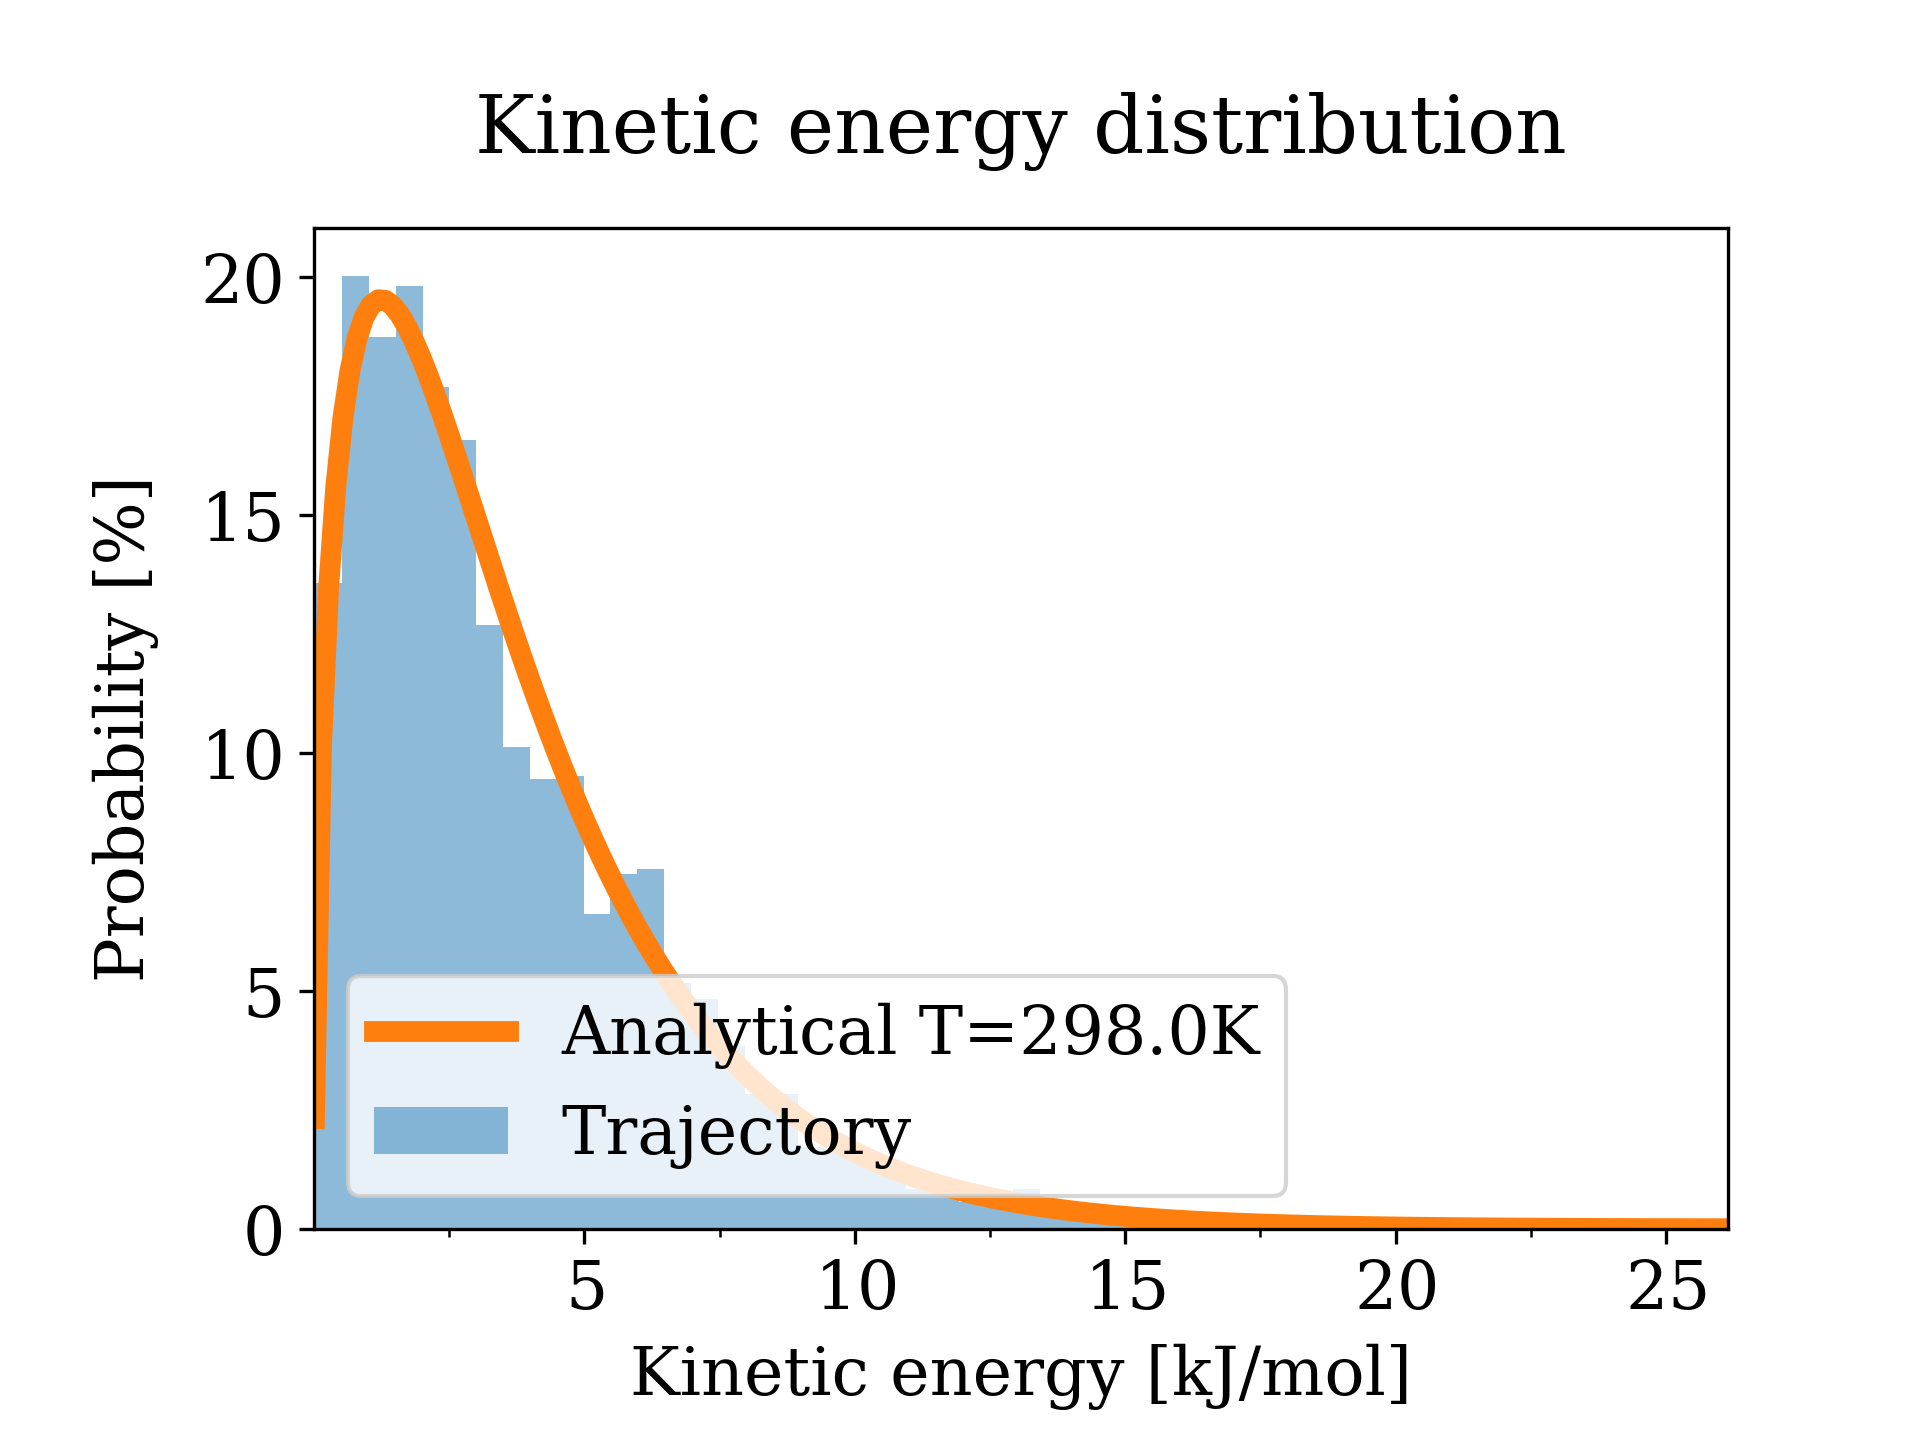 Kinetic energy distribution
Probability [%]
20
15
10
5
0
Analytical T=298.0K
Trajectory
5 10 15 20 25
Kinetic energy [kJ/mol]